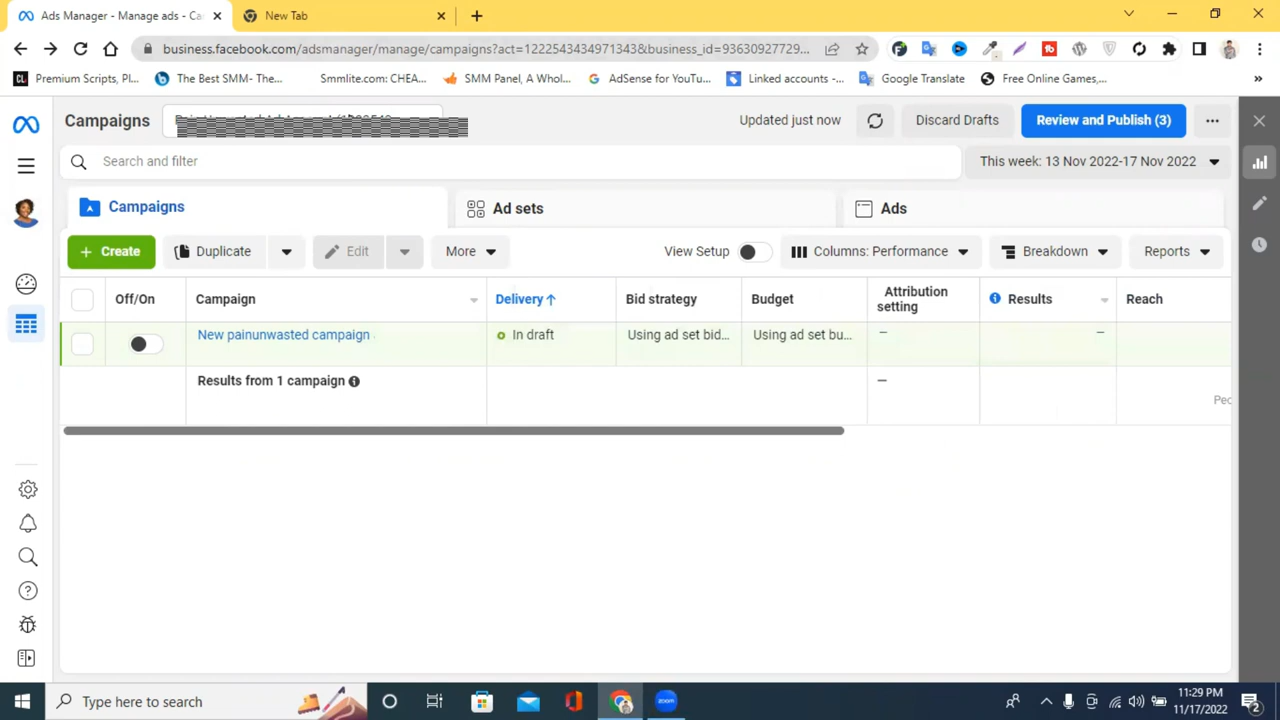 Ads Manager - Manage ads - Ca
New Tab
business.facebook.com/adsmanager/manage/campaigns?act=1222543434971343&business_id=93630927729...
Premium Scripts, Pl...
The Best SMM- The...
Smmlite.com: CHEA...
SMM Panel, A Whol...
AdSense for YouTu...
Linked accounts -...
Google Translate
Free Online Games,...
Campaigns
Updated just now
Discard Drafts
Review and Publish (3)
Search and filter
This week: 13 Nov 2022-17 Nov 2022
Campaigns
Ad sets
Ads
Create
Duplicate
Edit
More
View Setup
Columns: Performance
Breakdown
Reports
Off/On
Campaign
Delivery
Bid strategy
Budget
Attribution
setting
Results
Reach
New painunwasted campaign
In draft
Using ad set bid...
Using ad set bu...
—
—
Results from 1 campaign
—
Peo
Type here to search
11:29 PM
11/17/2022
2